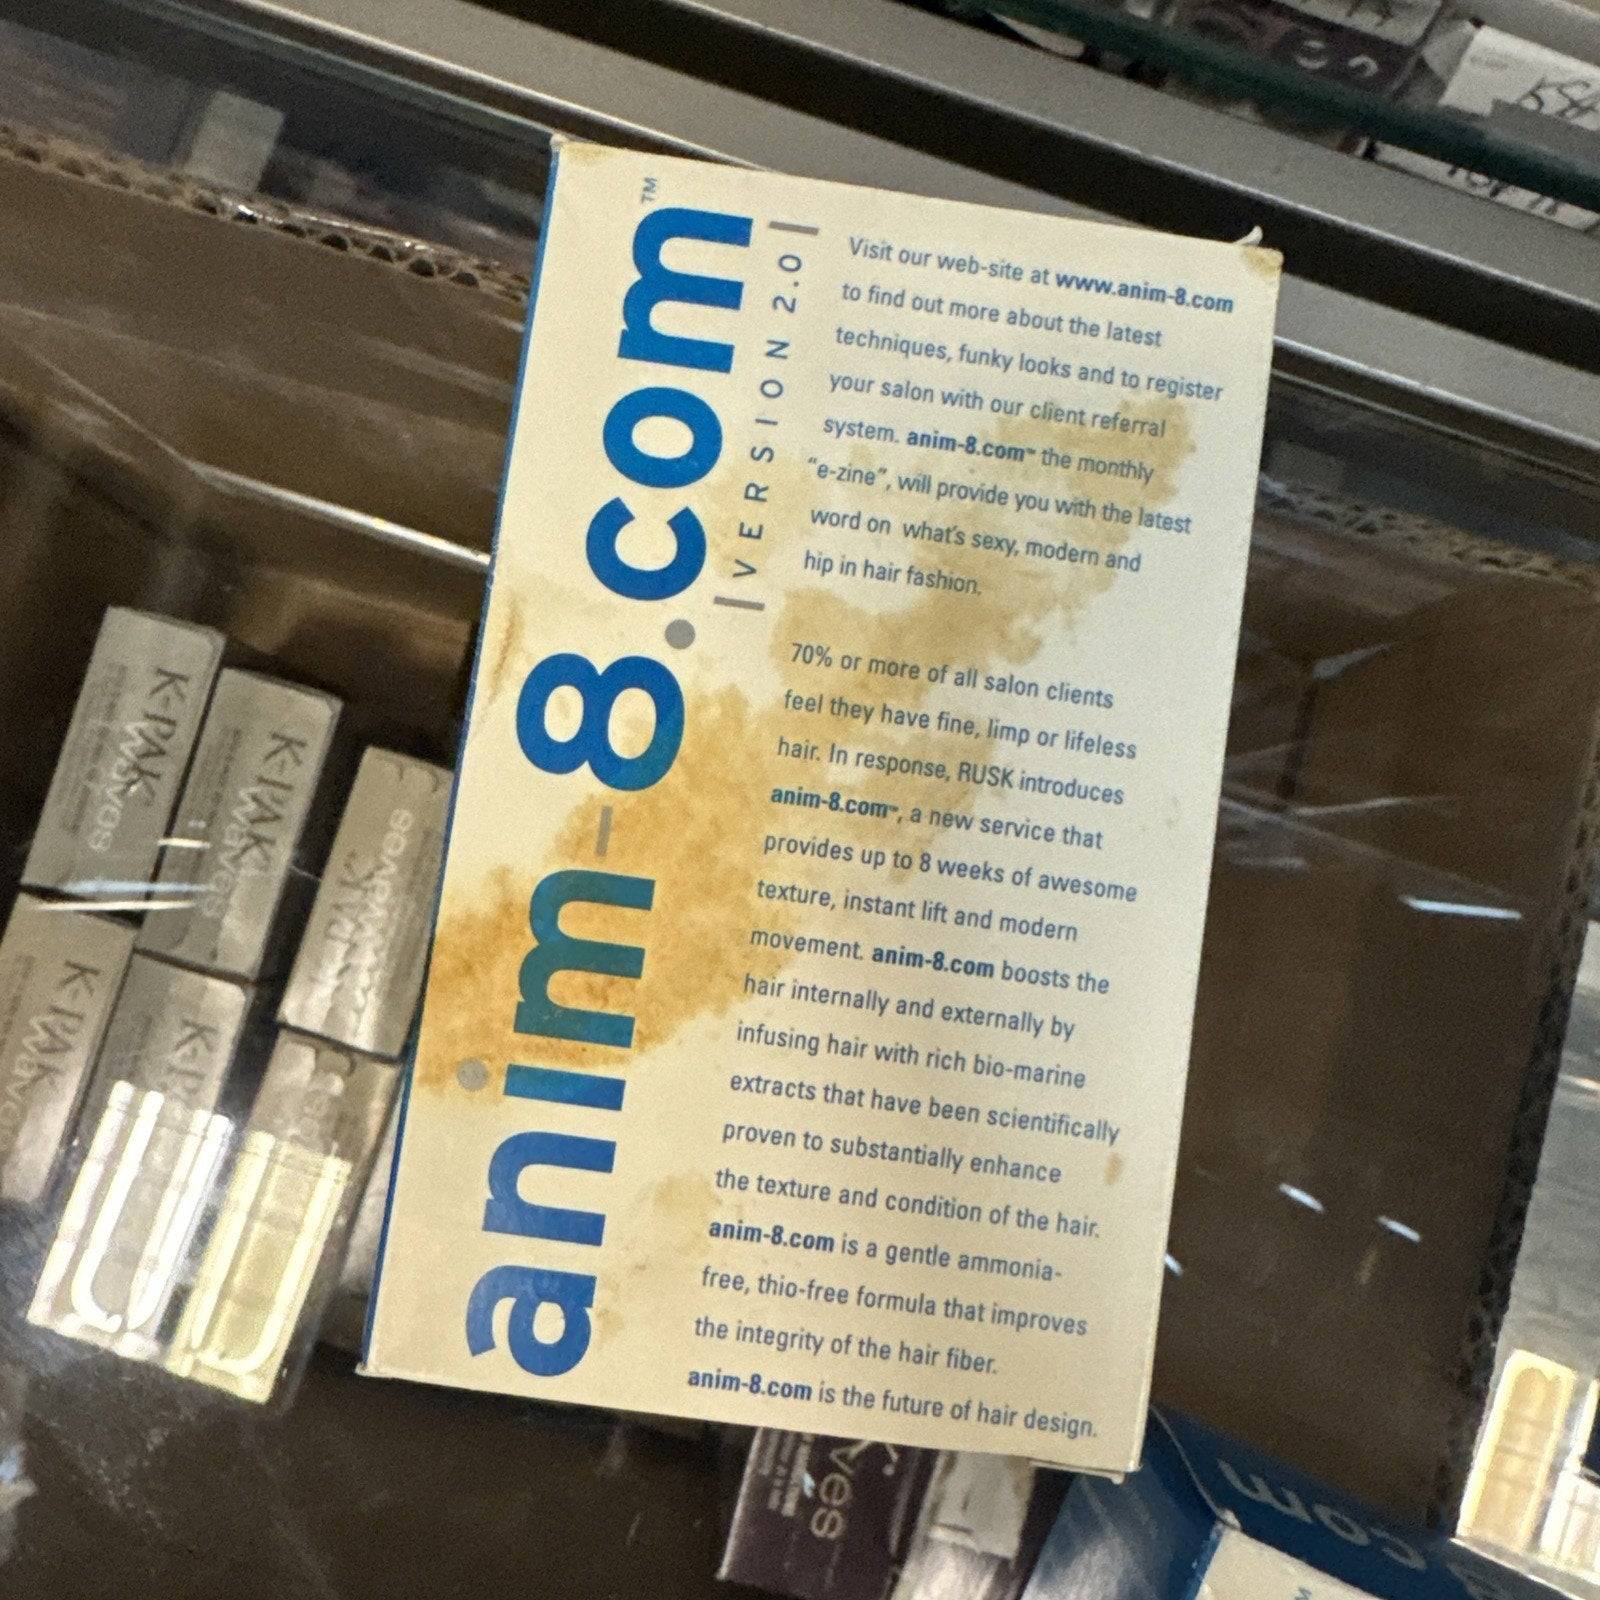 anim-8.com™
|VERSION 2.0|
Visit our web-site at www.anim-8.com
to find out more about the latest
techniques, funky looks and to register
your salon with our client referral
system. anim-8.com™ the monthly
"e-zine", will provide you with the latest
word on what's sexy, modern and
hip in hair fashion.
70% or more of all salon clients
feel they have fine, limp or lifeless
hair. In response, RUSK introduces
anim-8.com™, a new service that
provides up to 8 weeks of awesome
texture, instant lift and modern
movement. anim-8.com boosts the
hair internally and externally by
infusing hair with rich bio-marine
extracts that have been scientifically
proven to substantially enhance
the texture and condition of the hair.
anim-8.com is a gentle ammonia-
free, thio-free formula that improves
the integrity of the hair fiber.
anim-8.com is the future of hair design.
K-PAK
waves
K-PAK
waves
K-PAK
waves
K-PAK
waves
com